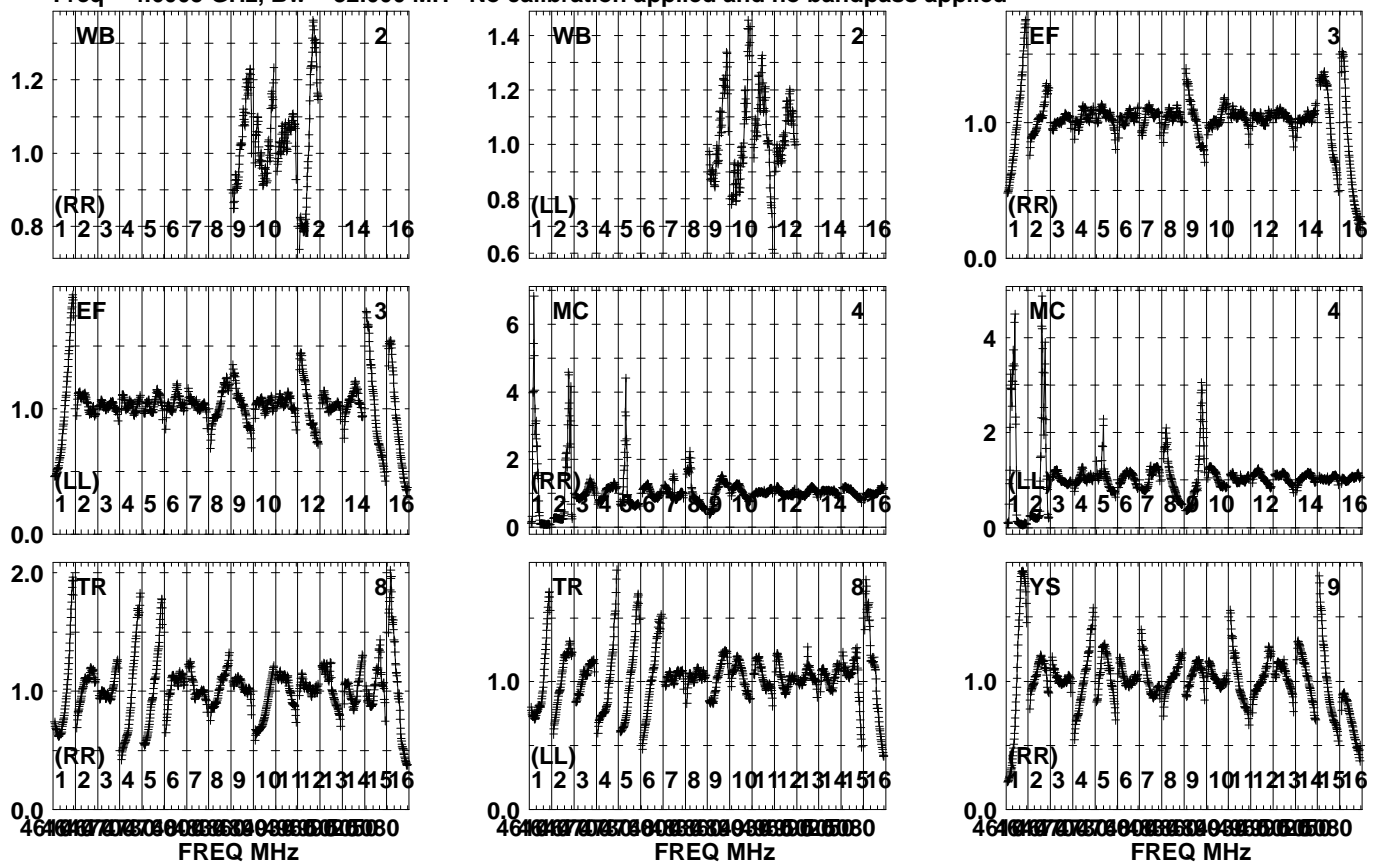 WB 2
1.2
1.0
0.8
(RR)
1 2 3 4 5 6 7 8 9 10 12 14 16
WB 2
1.4
1.2
1.0
0.8
0.6
(LL)
1 2 3 4 5 6 7 8 9 10 12 14 16
EF 3
1.0
0.0
(RR)
1 2 3 4 5 6 7 8 9 10 12 14 16
EF 3
1.0
0.0
(LL)
1 2 3 4 5 6 7 8 9 10 12 14 16
MC 4
6
4
2
0
(RR)
1 2 3 4 5 6 7 8 9 10 12 14 16
MC 4
4
2
0
(LL)
1 2 3 4 5 6 7 8 9 10 12 14 16
TR 8
2.0
1.0
0.0
(RR)
1 2 3 4 5 6 7 8 9 10 11 12 13 14 15 16
TR 8
1.0
0.0
(LL)
1 2 3 4 5 6 7 8 9 10 11 12 13 14 15 16
YS 9
1.0
0.0
(RR)
1 2 3 4 5 6 7 8 9 10 11 12 13 14 15 16
FREQ MHz
FREQ MHz
FREQ MHz